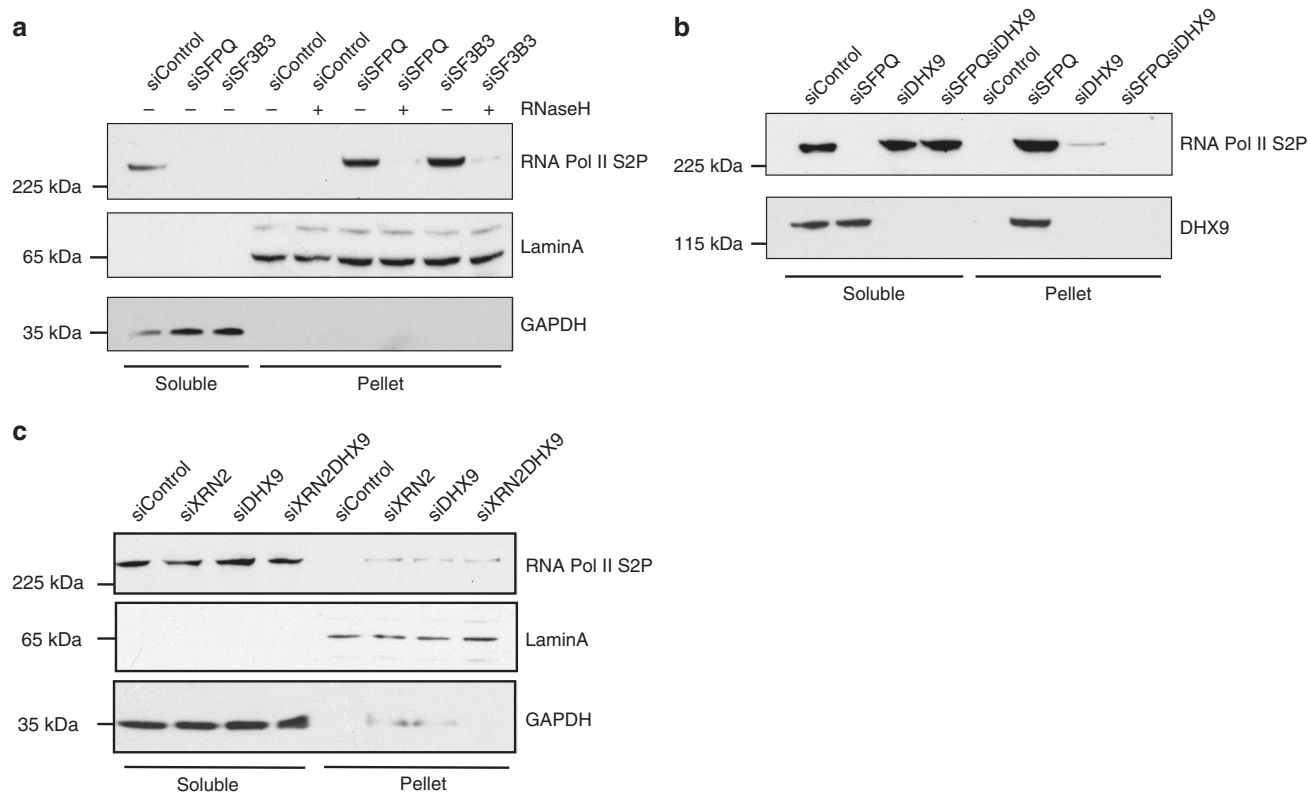 a
siControl siSFPQ siSF3B3 siControl siControl siSFPQ siSFPQ siSF3B3 siSF3B3
– – – – + – + – + RNaseH
RNA Pol II S2P
225 kDa
LaminA
65 kDa
GAPDH
35 kDa
Soluble Pellet
b
siControl siSFPQ siDHX9 siSFPQsiDHX9 siControl siSFPQ siDHX9 siSFPQsiDHX9
RNA Pol II S2P
225 kDa
DHX9
115 kDa
Soluble Pellet
c
siControl siXRN2 siDHX9 siXRN2DHX9 siControl siXRN2 siDHX9 siXRN2DHX9
RNA Pol II S2P
225 kDa
65 kDa LaminA
35 kDa GAPDH
Soluble Pellet